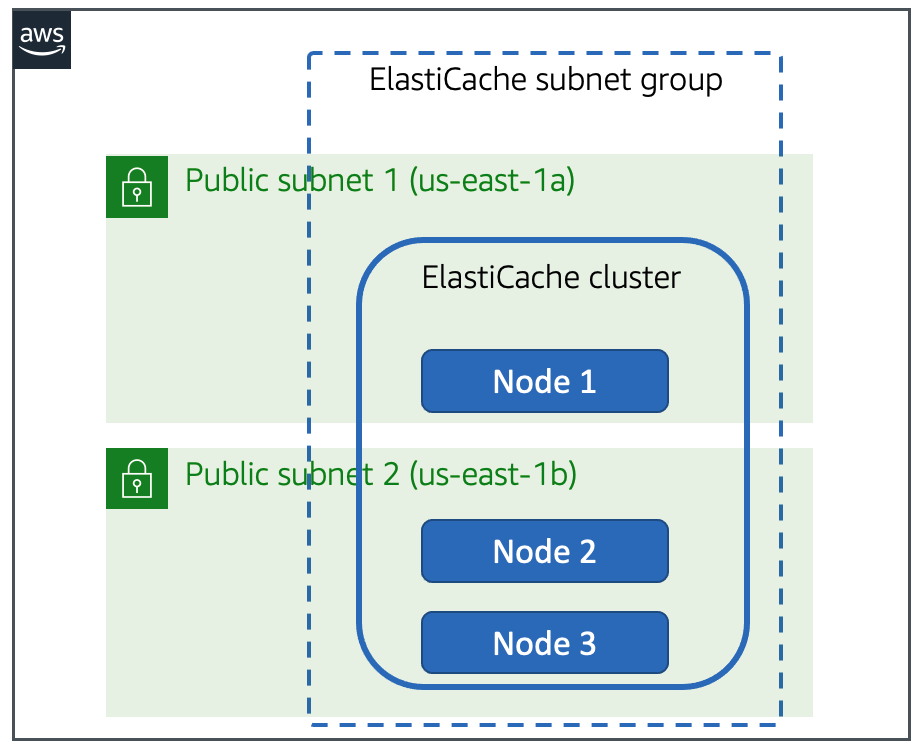 aws
ElastiCache subnet group
Public subnet 1 (us-east-1a)
ElastiCache cluster
Node 1
Public subnet 2 (us-east-1b)
Node 2
Node 3